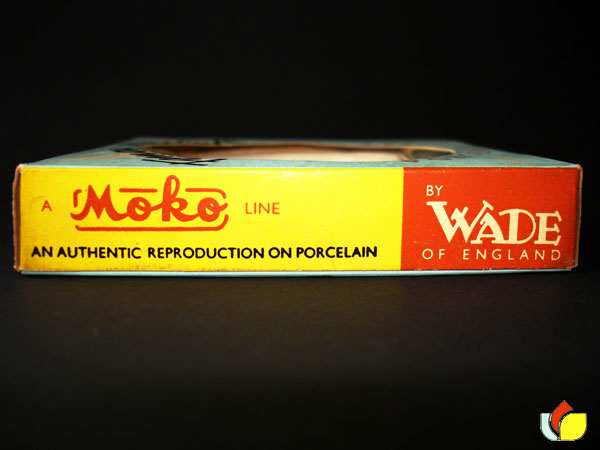 A Moko LINE
AN AUTHENTIC REPRODUCTION ON PORCELAIN
BY
WADE
OF ENGLAND